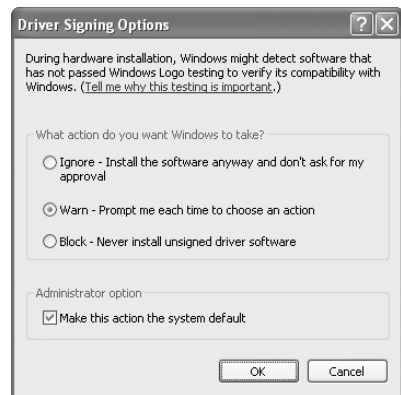 Driver Signing Options
During hardware installation, Windows might detect software that
has not passed Windows Logo testing to verify its compatibility with
Windows. (Tell me why this testing is important.)
What action do you want Windows to take?
Ignore - Install the software anyway and don't ask for my
approval
Warn - Prompt me each time to choose an action
Block - Never install unsigned driver software
Administrator option
Make this action the system default
OK Cancel